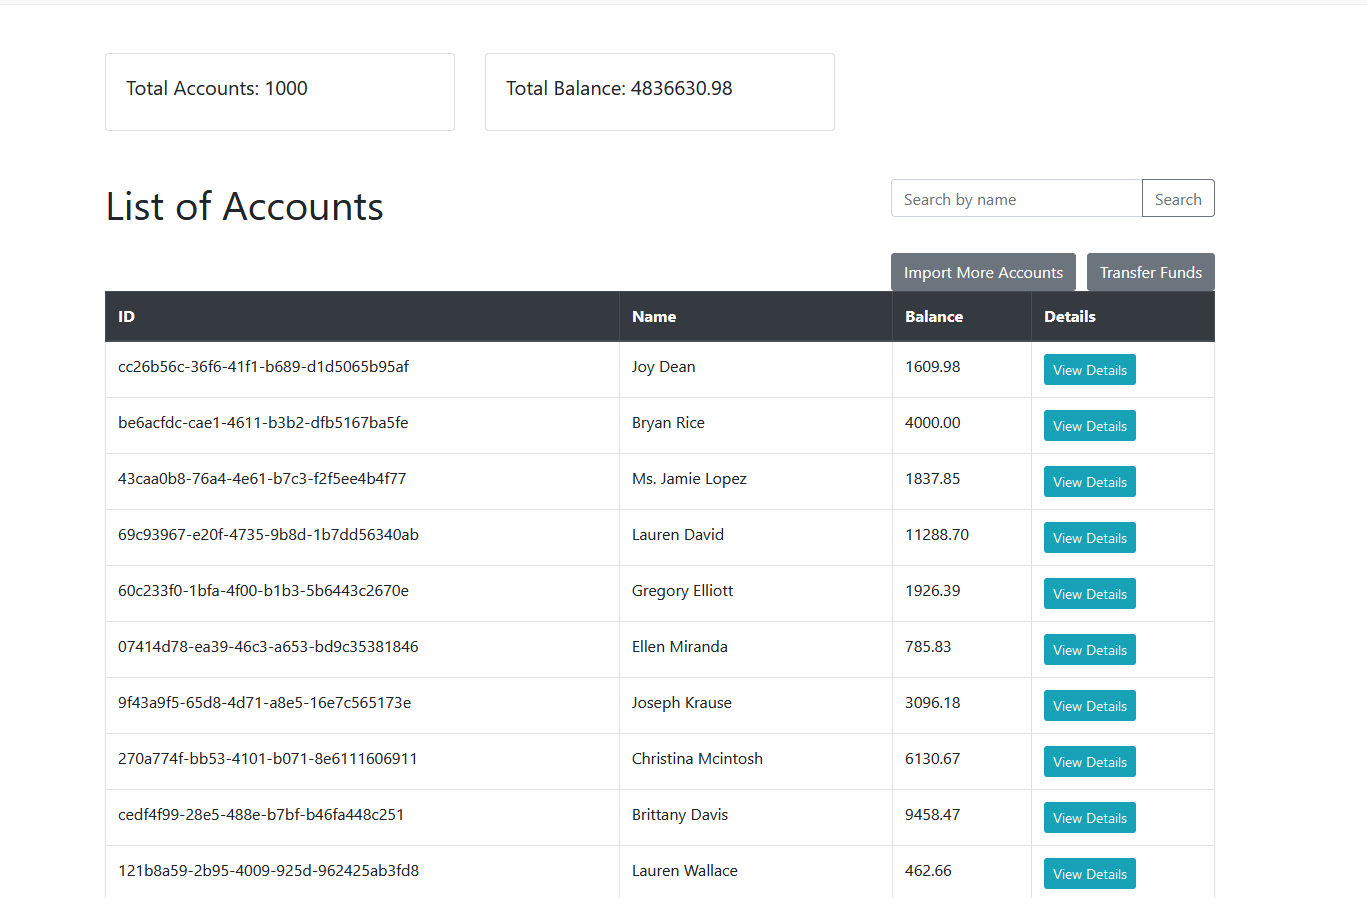 Total Accounts: 1000
Total Balance: 4836630.98
List of Accounts
Search by name
Search
Import More Accounts
Transfer Funds
ID Name Balance Details
cc26b56c-36f6-41f1-b689-d1d5065b95af Joy Dean 1609.98 View Details
be6acfdc-cae1-4611-b3b2-dfb5167ba5fe Bryan Rice 4000.00 View Details
43caa0b8-76a4-4e61-b7c3-f2f5ee4b4f77 Ms. Jamie Lopez 1837.85 View Details
69c93967-e20f-4735-9b8d-1b7dd56340ab Lauren David 11288.70 View Details
60c233f0-1bfa-4f00-b1b3-5b6443c2670e Gregory Elliott 1926.39 View Details
07414d78-ea39-46c3-a653-bd9c35381846 Ellen Miranda 785.83 View Details
9f43a9f5-65d8-4d71-a8e5-16e7c565173e Joseph Krause 3096.18 View Details
270a774f-bb53-4101-b071-8e6111606911 Christina Mcintosh 6130.67 View Details
cedf4f99-28e5-488e-b7bf-b46fa448c251 Brittany Davis 9458.47 View Details
121b8a59-2b95-4009-925d-962425ab3fd8 Lauren Wallace 462.66 View Details